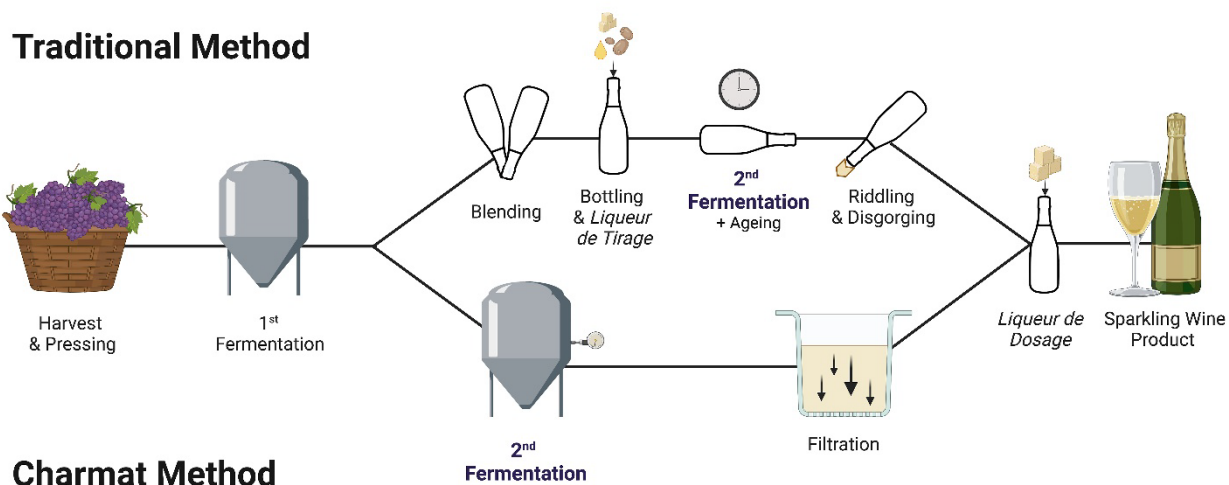 Traditional Method
Blending
Bottling
& Liqueur
de Tirage
2nd
Fermentation
+ Ageing
Riddling
& Disgorging
Harvest
& Pressing
1st
Fermentation
Liqueur de
Dosage
Sparkling Wine
Product
2nd
Fermentation
Filtration
Charmat Method